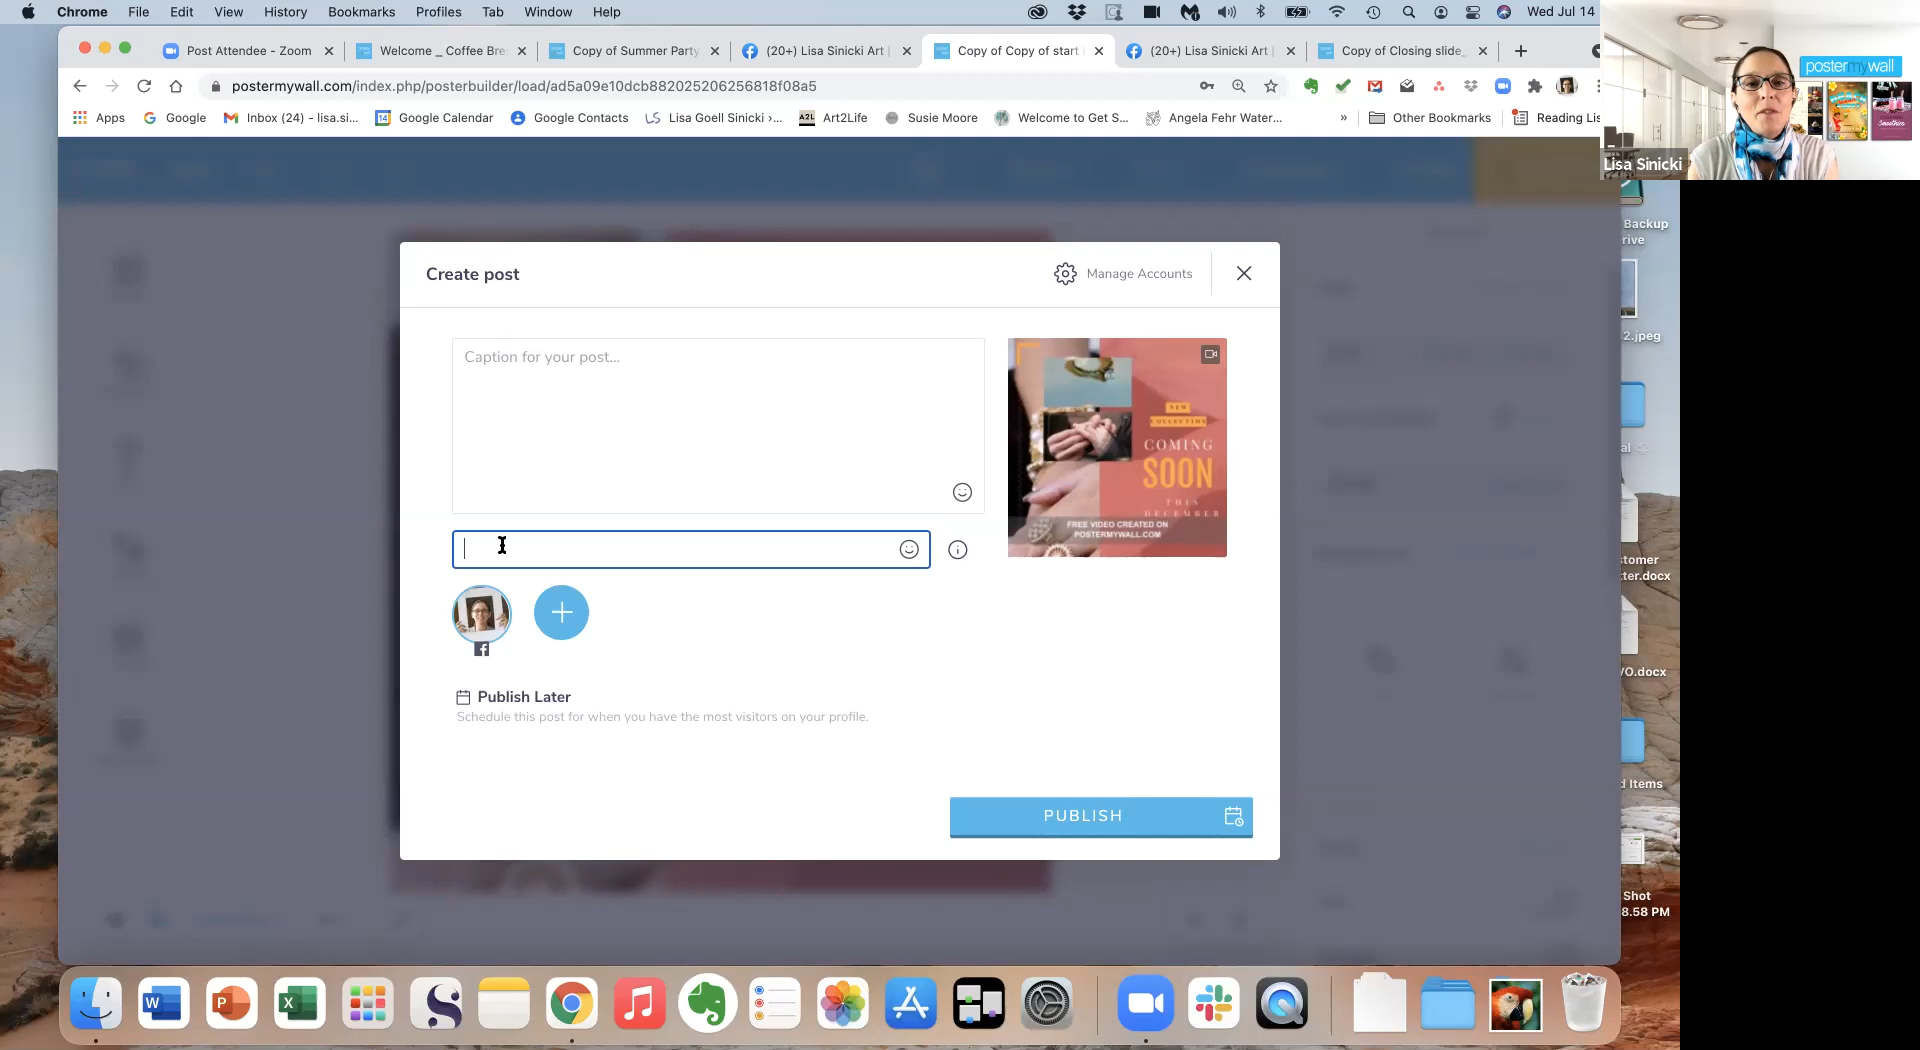 Chrome File Edit View History Bookmarks Profiles Tab Window Help Wed Jul 14
Post Attendee - Zoom
Welcome _ Coffee Bre
Copy of Summer Party
(20+) Lisa Sinicki Art |
Copy of Copy of start
(20+) Lisa Sinicki Art |
Copy of Closing slide_
postermywall.com/index.php/posterbuilder/load/ad5a09e10dcb882025206256818f08a5
Apps Google Inbox (24) - lisa.si... Google Calendar Google Contacts Lisa Goell Sinicki ›... Art2Life Susie Moore Welcome to Get S... Angela Fehr Water... » Other Bookmarks Reading Lis
postermywall
Lisa Sinicki
Backup
rive
2.jpeg
al
stomer
ter.docx
/O.docx
d Items
Shot
8.58 PM
Create post
Manage Accounts
Caption for your post...
NEW
COLLECTION
COMING
SOON
THIS
DECEMBER
FREE VIDEO CREATED ON
POSTERMYWALL.COM
Publish Later
Schedule this post for when you have the most visitors on your profile.
PUBLISH